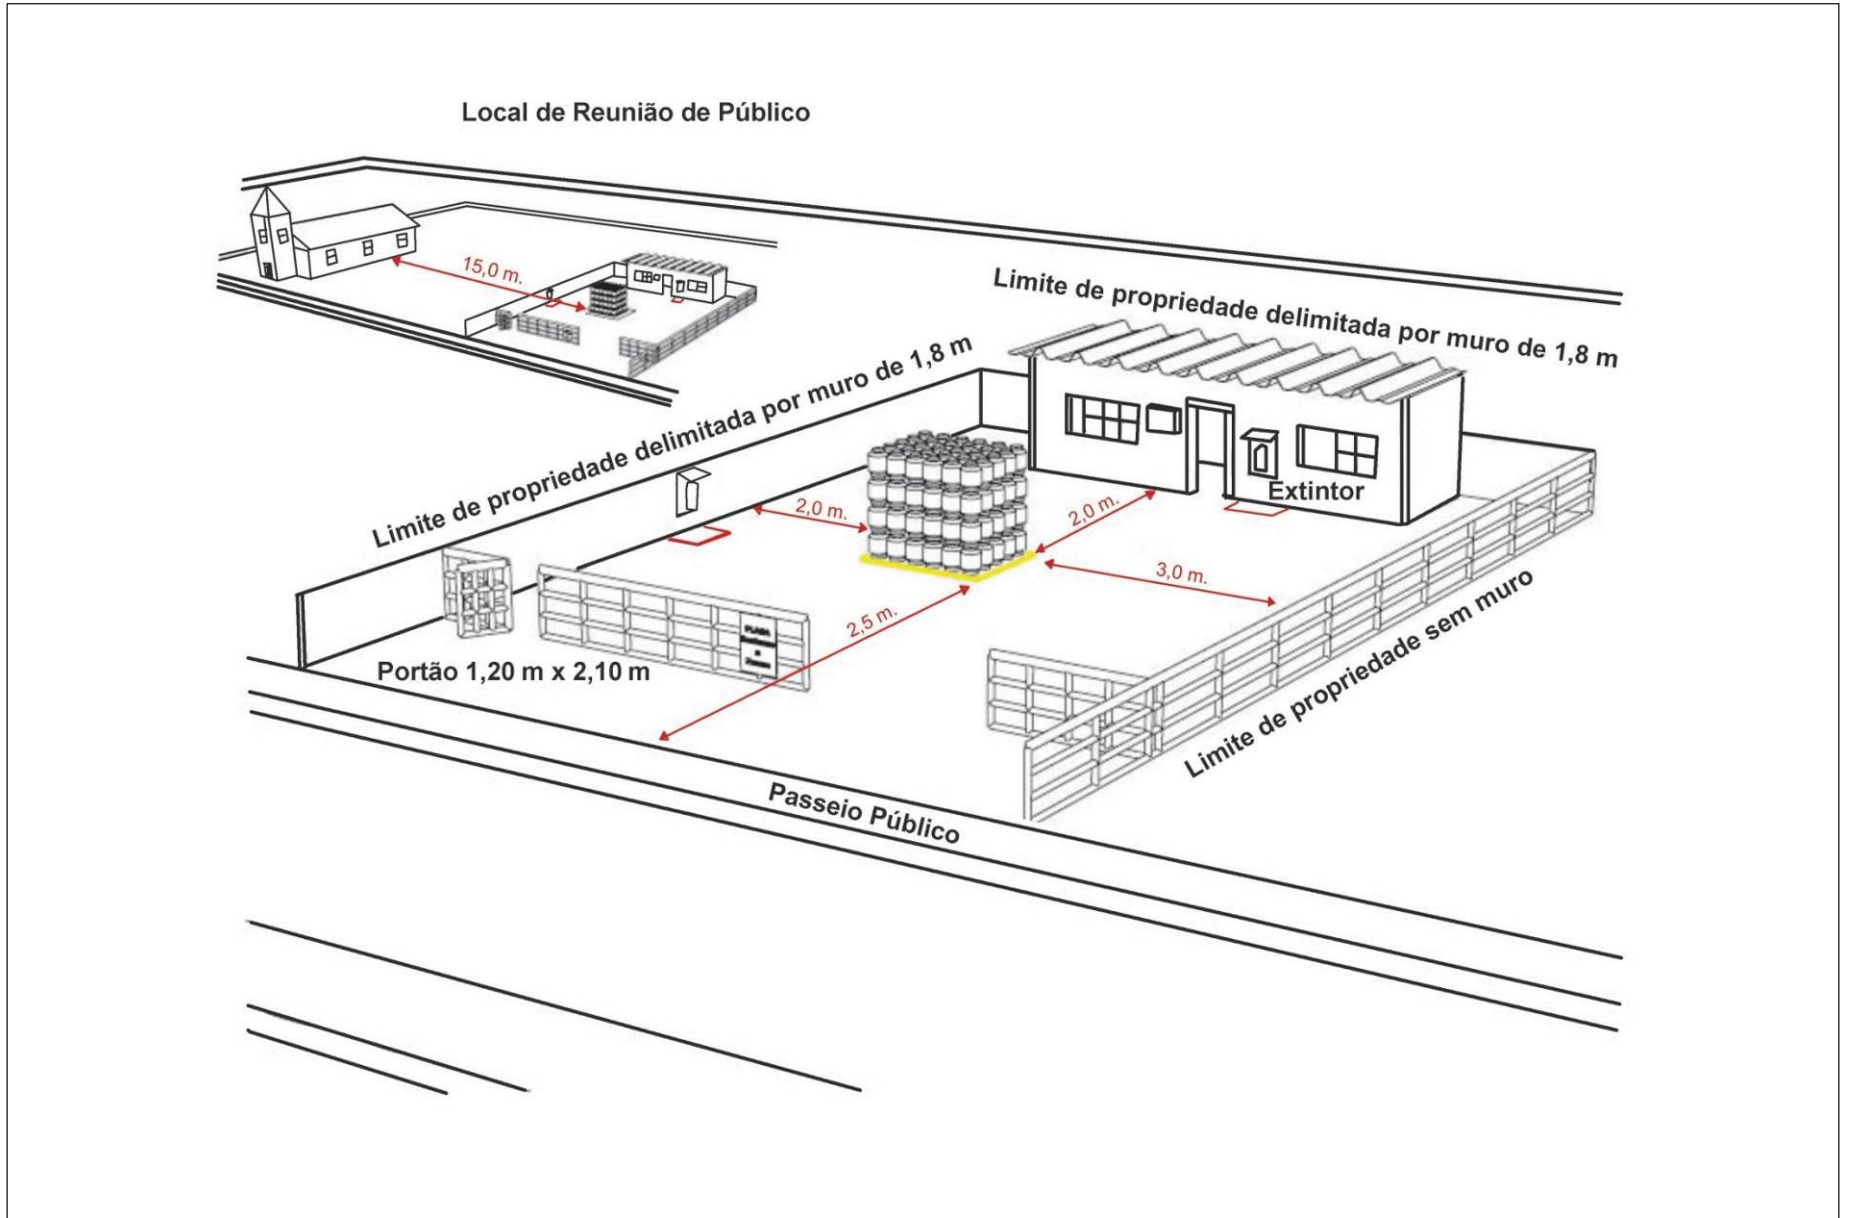 Local de Reunião de Público
15,0 m.
Limite de propriedade delimitada por muro de 1,8 m
Limite de propriedade delimitada por muro de 1,8 m
Extintor
2,0 m.
2,0 m.
3,0 m.
2,5 m.
Limite de propriedade sem muro
Portão 1,20 m x 2,10 m
Passeio Público